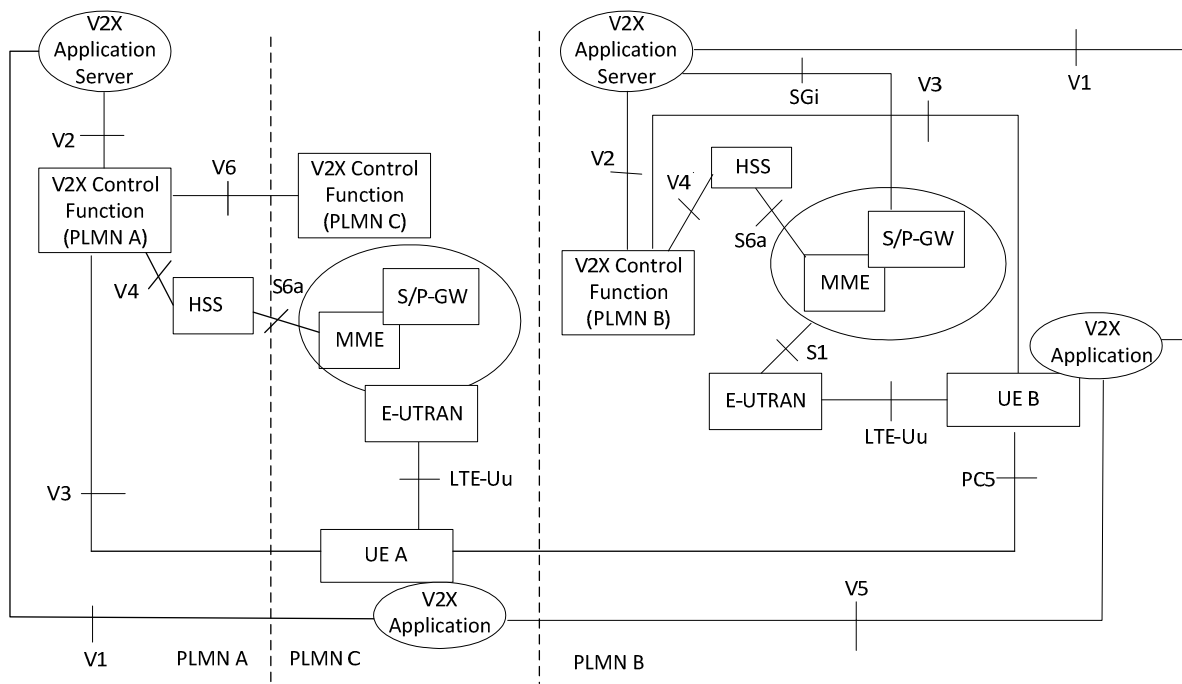 V2X
Application
Server
V2
V2X Control
Function
(PLMN A)
V6
V2X Control
Function
(PLMN C)
V4
HSS
S6a
S/P-GW
MME
E-UTRAN
LTE-Uu
V3
UE A
V2X
Application
V1
PLMN A
PLMN C
V2X
Application
Server
V1
SGi
V3
V2
V4
HSS
S6a
S/P-GW
MME
V2X Control
Function
(PLMN B)
S1
E-UTRAN
LTE-Uu
UE B
V2X
Application
PC5
V5
PLMN B